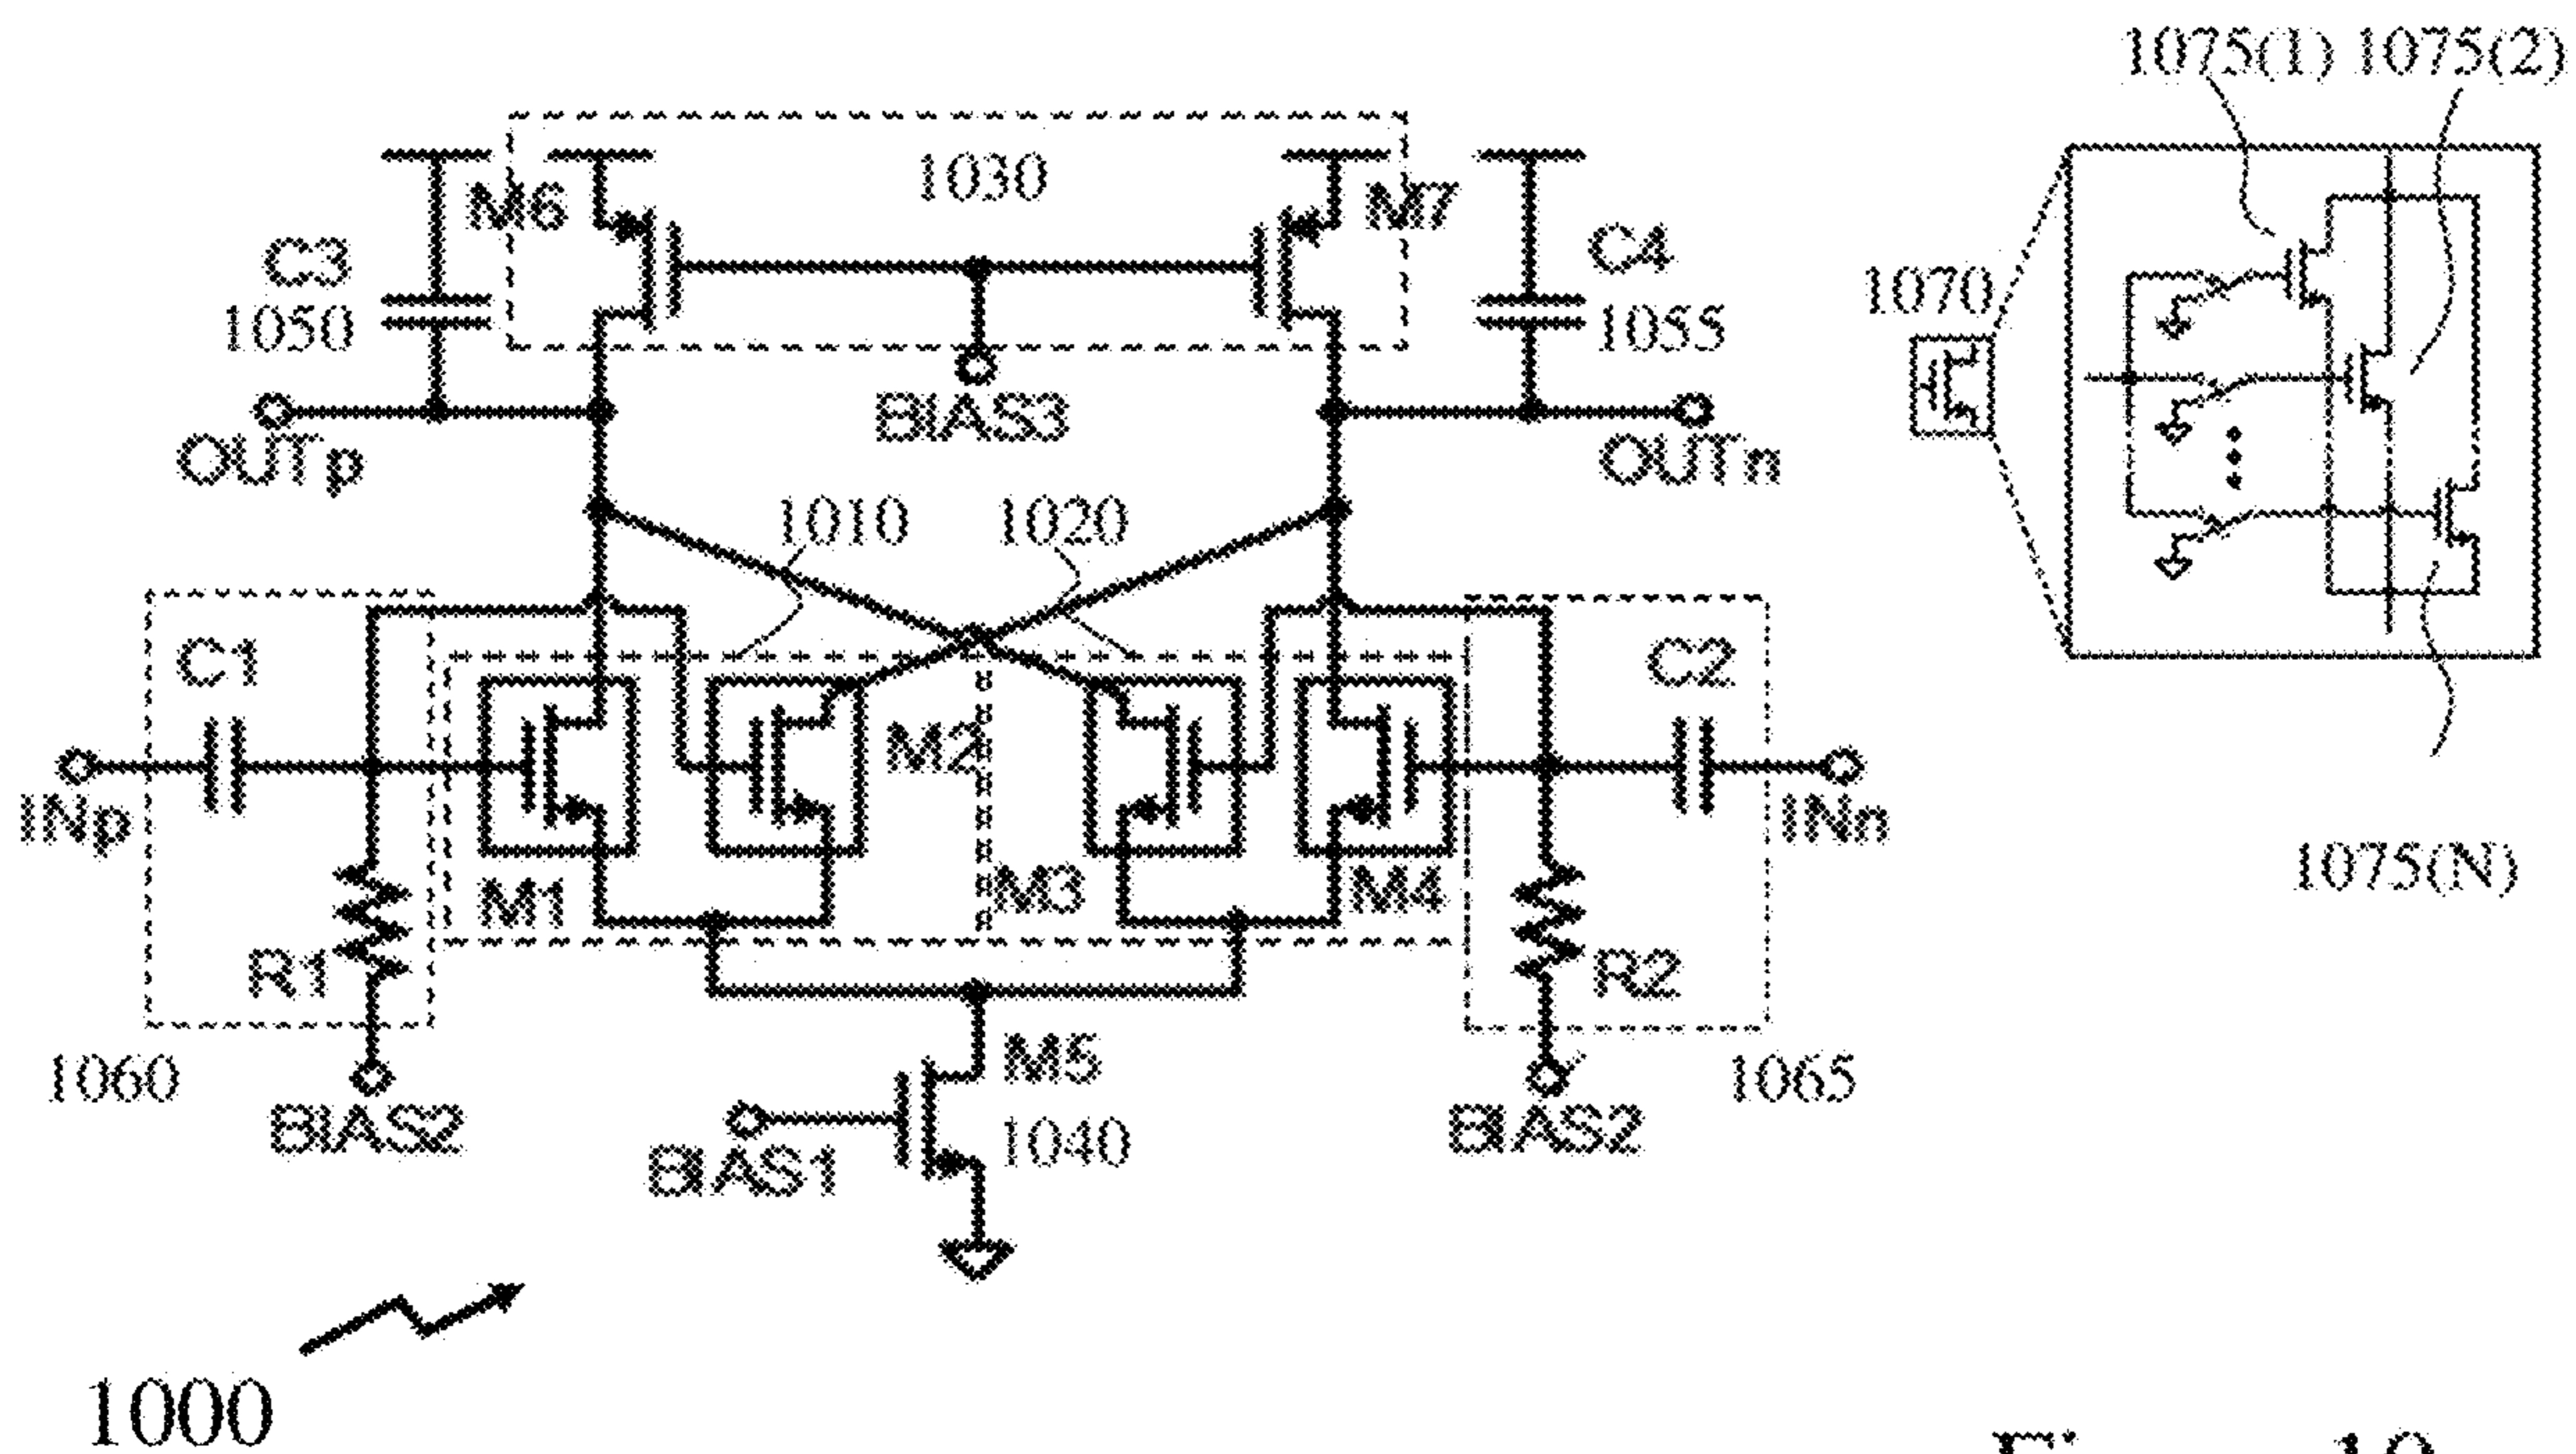 1075(1) 1075(2)
1030
M6
M7
C3
1050
C4
1055
1070
BIAS3
OUTp
OUTn
1010
1020
C1
C2
M2
INp
INn
M1
M3
M4
1075(N)
R1
R2
M5
1040
1060
1065
BIAS2
BIAS1
BIAS2
1000